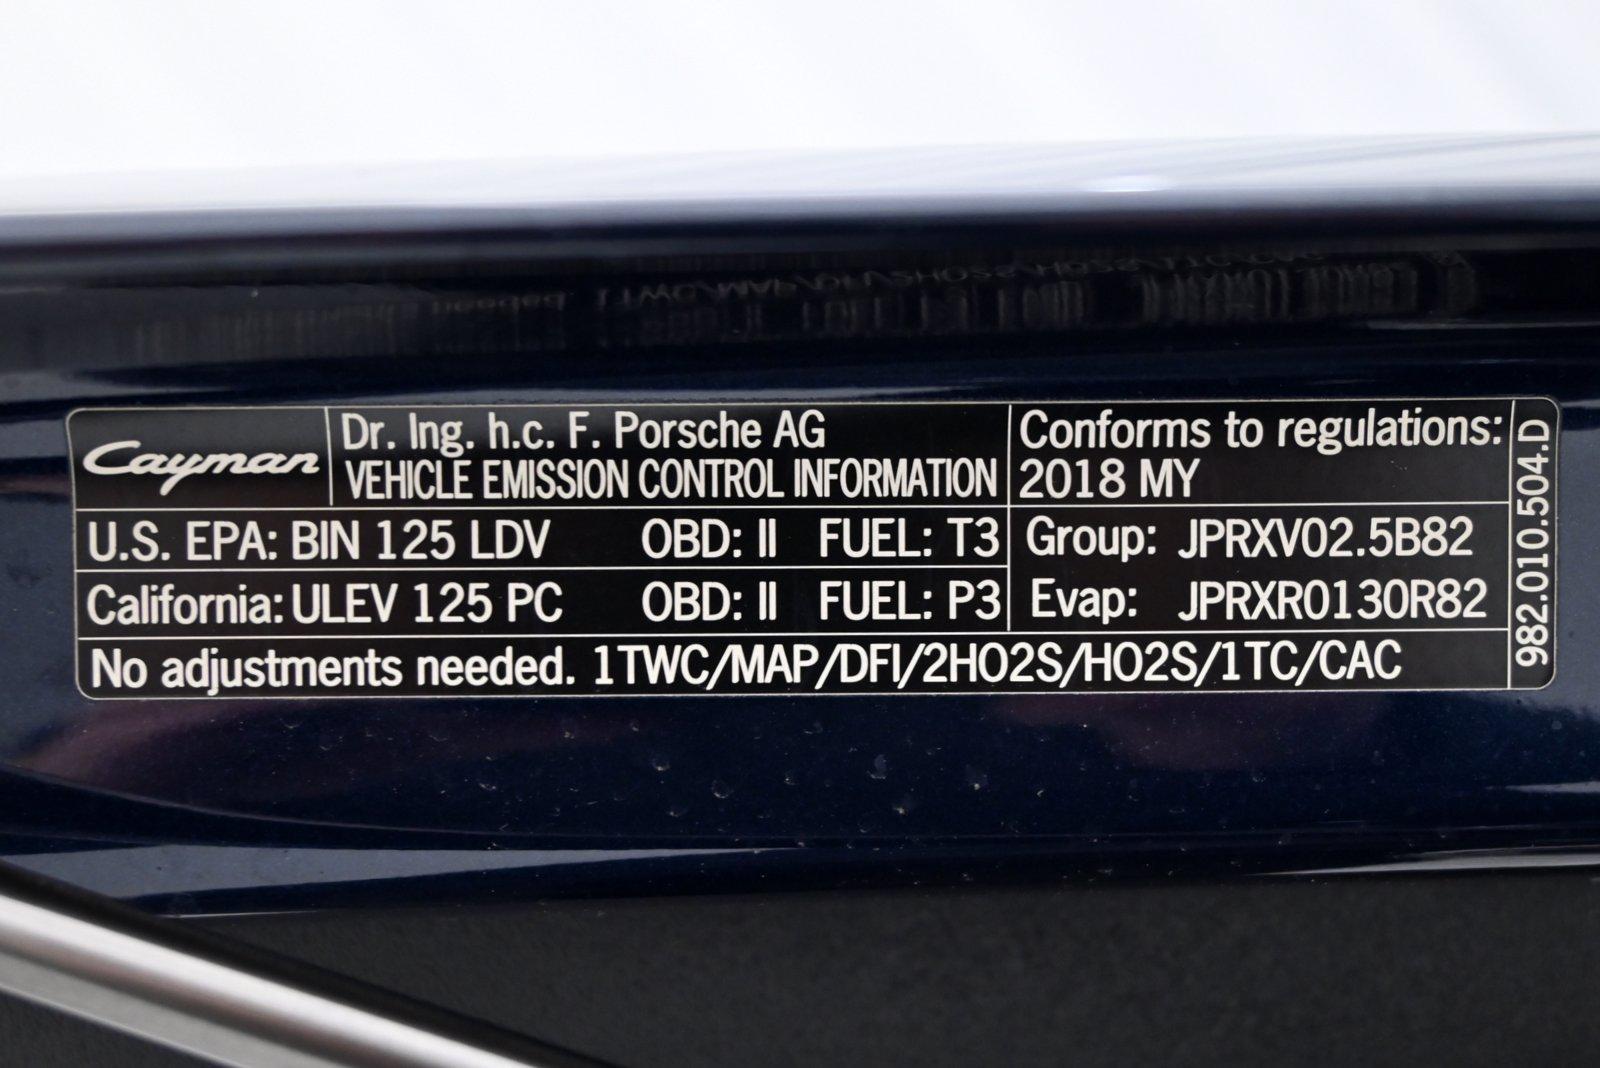 Cayman
Dr. Ing. h.c. F. Porsche AG
VEHICLE EMISSION CONTROL INFORMATION
Conforms to regulations:
2018 MY
U.S. EPA: BIN 125 LDV OBD: II FUEL: T3
Group: JPRXV02.5B82
California: ULEV 125 PC OBD: II FUEL: P3
Evap: JPRXR0130R82
No adjustments needed. 1TWC/MAP/DFI/2HO2S/HO2S/1TC/CAC
982.010.504.D